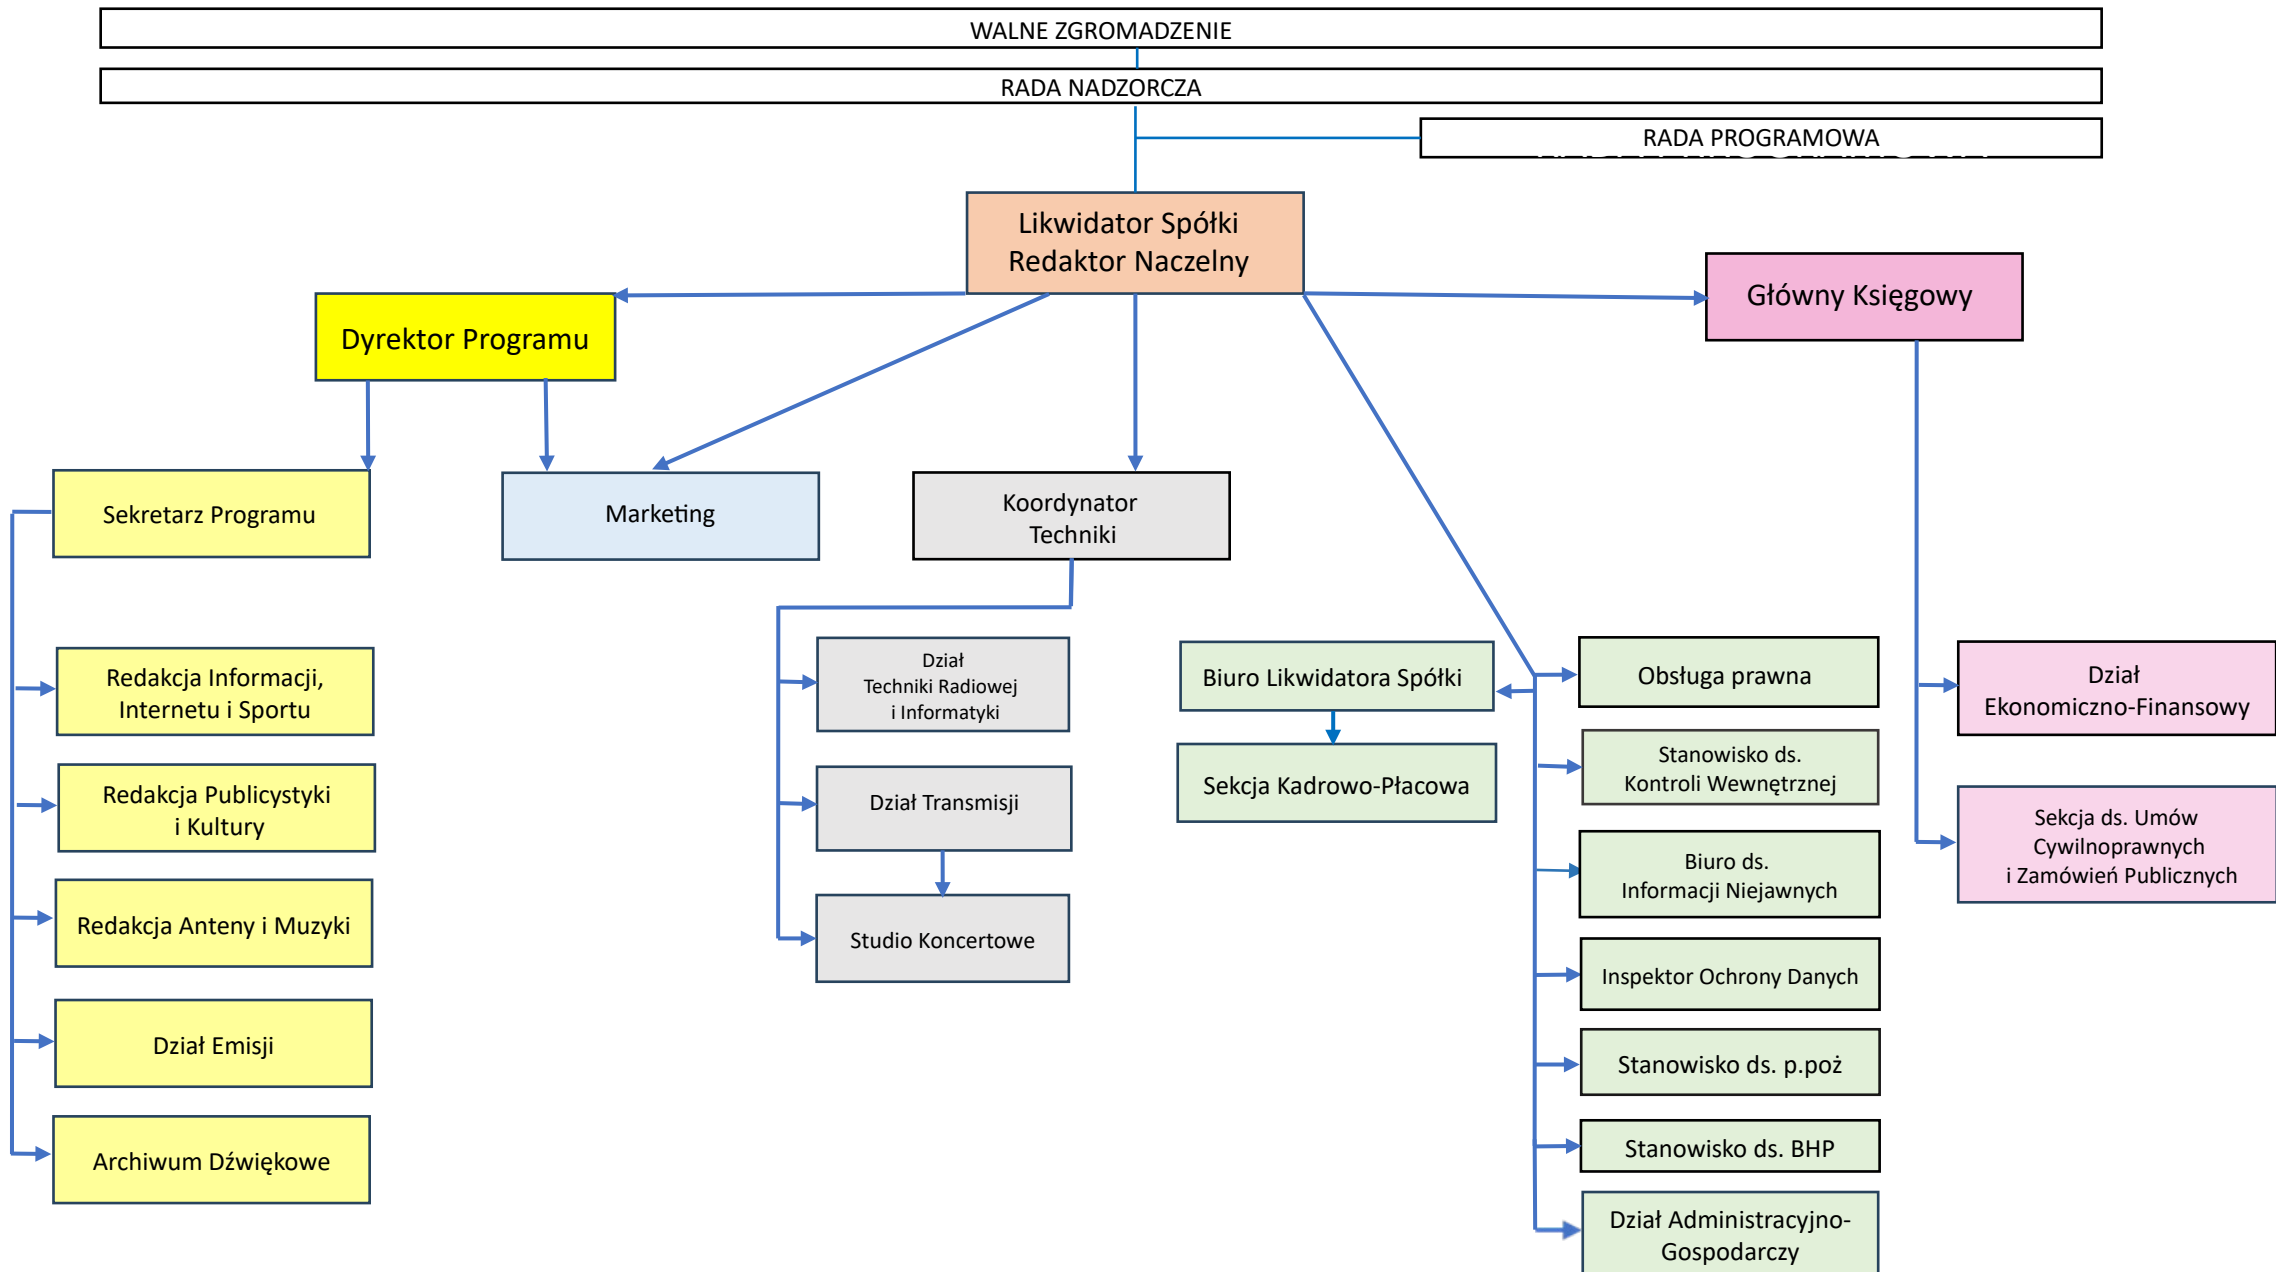 WALNE ZGROMADZENIE
RADA NADZORCZA
RADA PROGRAMOWA
Likwidator Spółki
Redaktor Naczelny
Główny Księgowy
Dyrektor Programu
Sekretarz Programu
Marketing
Koordynator
Techniki
Redakcja Informacji,
Internetu i Sportu
Redakcja Publicystyki
i Kultury
Redakcja Anteny i Muzyki
Dział Emisji
Archiwum Dźwiękowe
Dział
Techniki Radiowej
i Informatyki
Dział Transmisji
Studio Koncertowe
Biuro Likwidatora Spółki
Sekcja Kadrowo-Płacowa
Obsługa prawna
Stanowisko ds.
Kontroli Wewnętrznej
Biuro ds.
Informacji Niejawnych
Inspektor Ochrony Danych
Stanowisko ds. p.poż
Stanowisko ds. BHP
Dział Administracyjno-
Gospodarczy
Dział
Ekonomiczno-Finansowy
Sekcja ds. Umów
Cywilnoprawnych
i Zamówień Publicznych